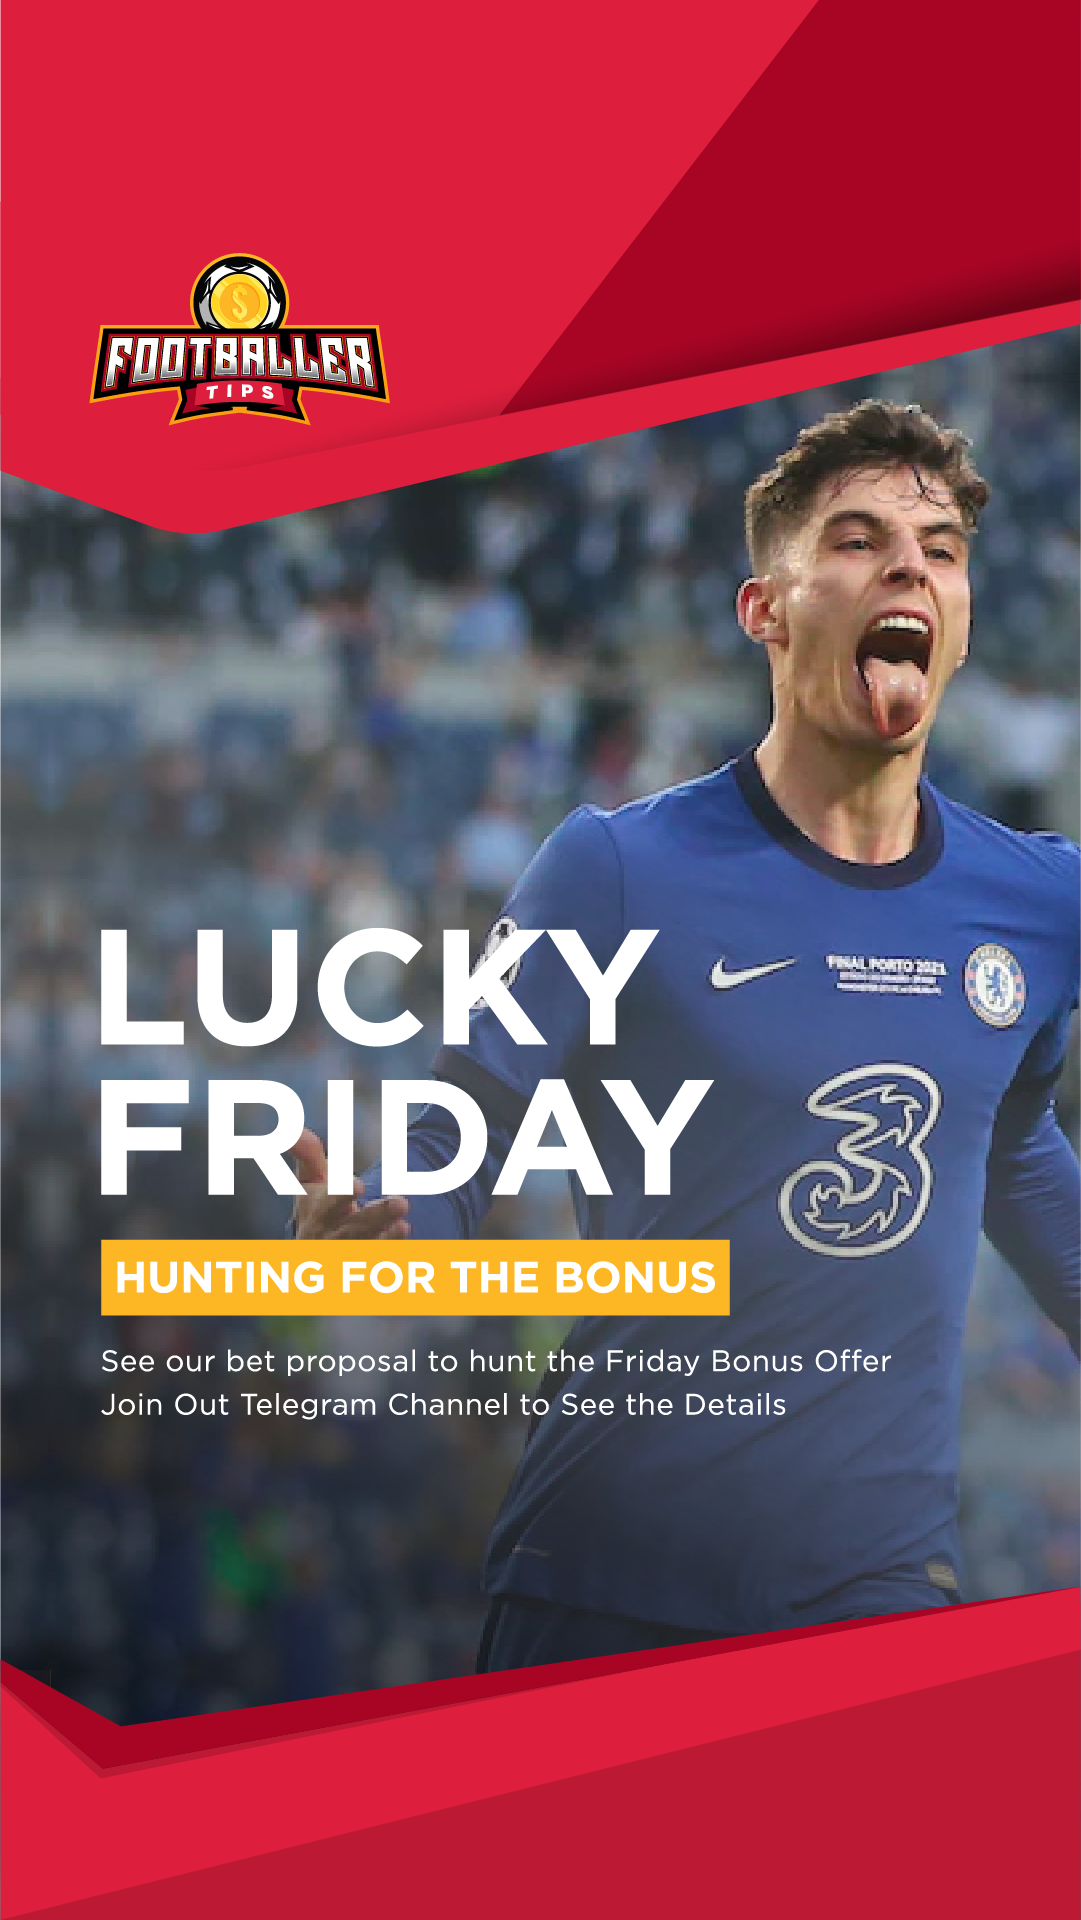 FOOTBALLER
TIPS
FINAL PORTO 2021
LUCKY
FRIDAY
HUNTING FOR THE BONUS
See our bet proposal to hunt the Friday Bonus Offer
Join Out Telegram Channel to See the Details